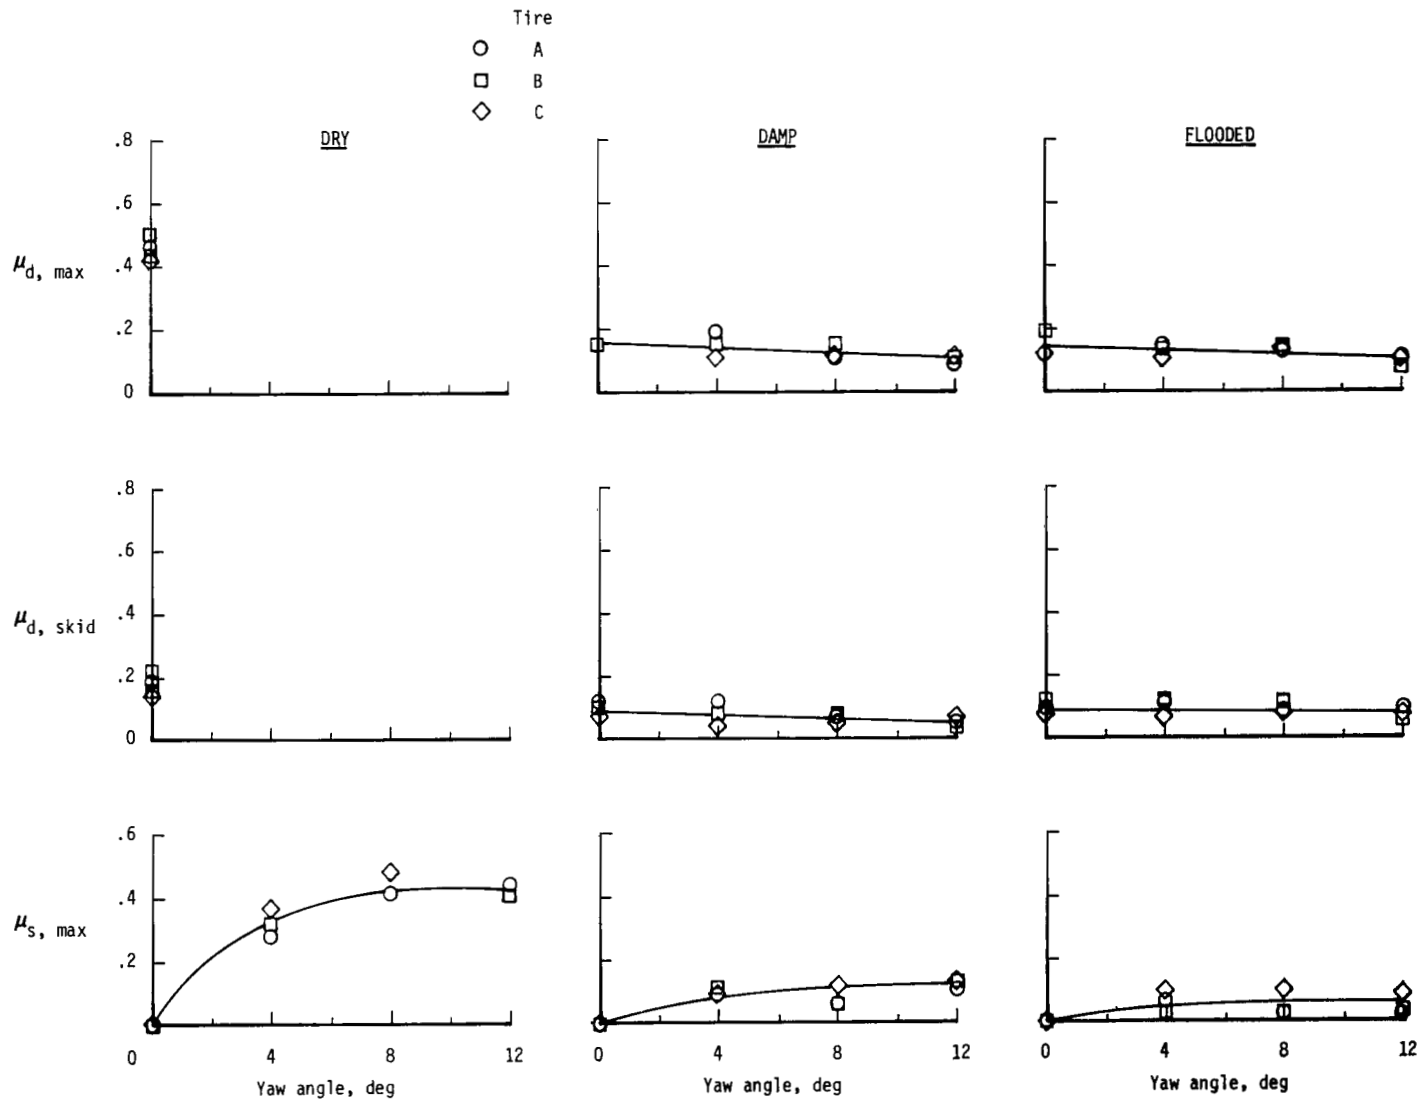 Tire
A
B
C
DRY
DAMP
FLOODED
μd, max
.8
.6
.4
.2
0
μd, skid
.8
.6
.4
.2
0
μs, max
.6
.4
.2
0
4
8
12
0
4
8
12
0
4
8
12
Yaw angle, deg
Yaw angle, deg
Yaw angle, deg